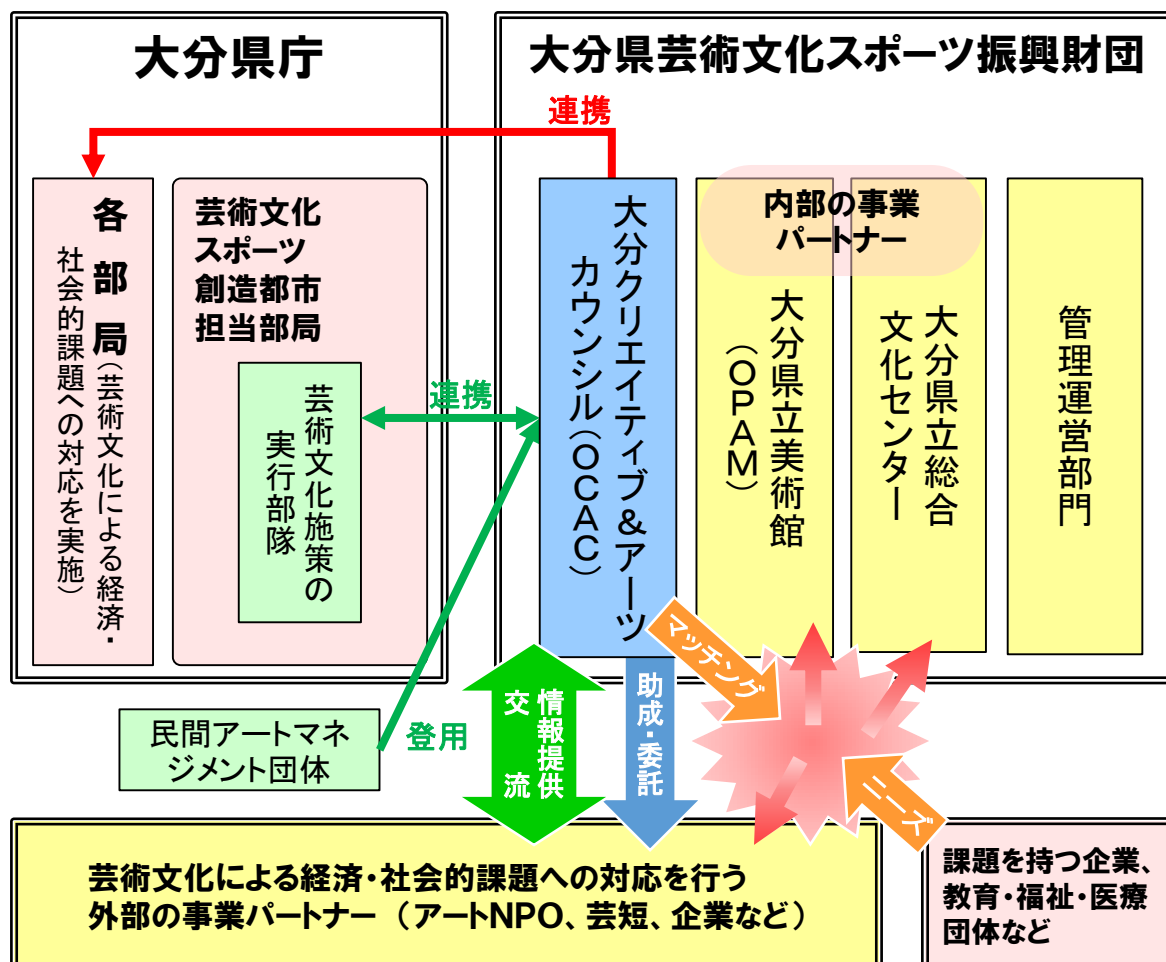 大分県庁
大分県芸術文化スポーツ振興財団
連携
各部局(芸術文化による経済・
社会的課題への対応を実施)
芸術文化
スポーツ
創造都市
担当部局
芸術文化施策の
実行部隊
連携
大分クリエイティブ&アーツ
カウンシル(OCAC)
内部の事業
パートナー
大分県立美術館
(OPAM)
大分県立総合
文化センター
管理運営部門
民間アートマネ
ジメント団体
登用
情報提供
交流
助成・委託
マッチング
ニーズ
芸術文化による経済・社会的課題への対応を行う
外部の事業パートナー (アートNPO、芸短、企業など)
課題を持つ企業、
教育・福祉・医療
団体など